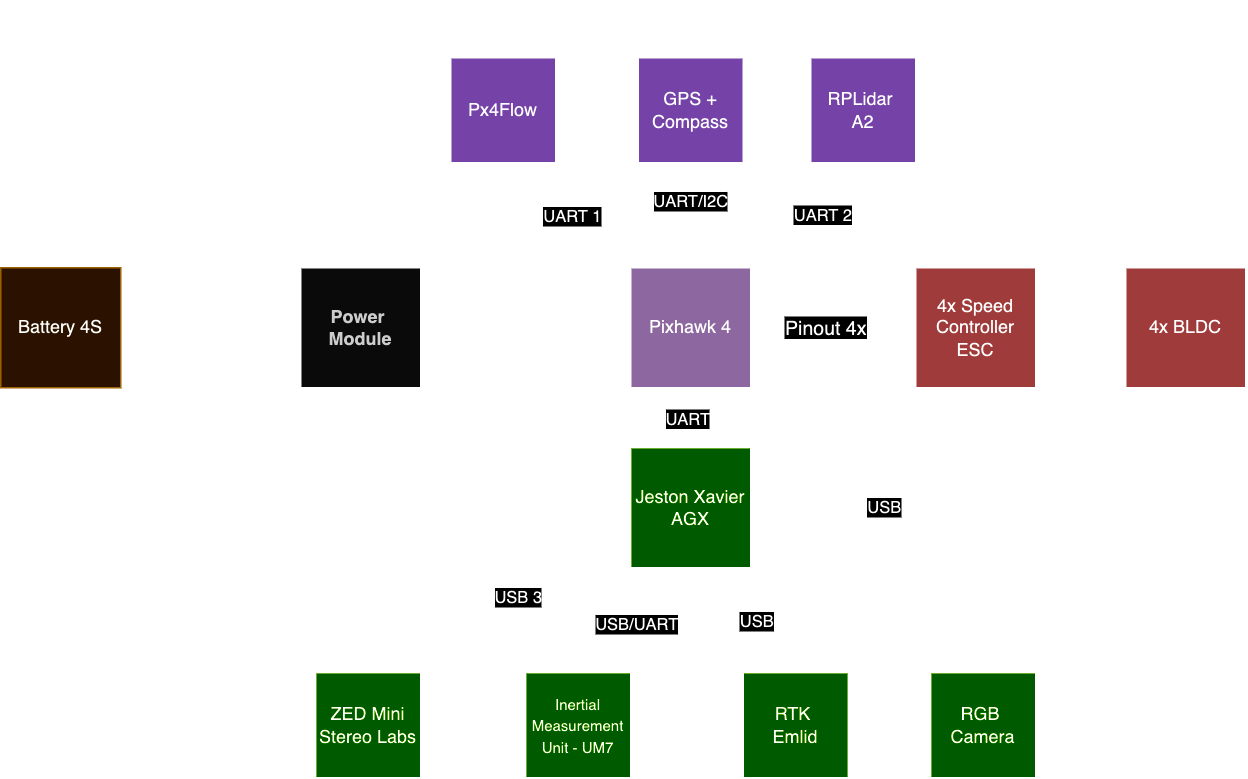 Px4Flow
GPS +
Compass
RPLidar
A2
UART 1
UART/I2C
UART 2
Battery 4S
Power
Module
Pixhawk 4
Pinout 4x
4x Speed
Controller
ESC
4x BLDC
UART
Jeston Xavier
AGX
USB
USB 3
USB/UART
USB
ZED Mini
Stereo Labs
Inertial
Measurement
Unit - UM7
RTK
Emlid
RGB
Camera